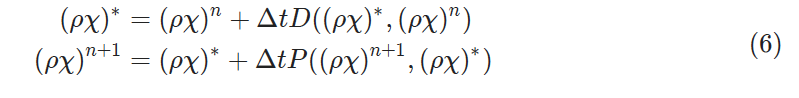 (ρχ)* = (ρχ)ⁿ + ΔtD((ρχ)*, (ρχ)ⁿ)
(ρχ)ⁿ⁺¹ = (ρχ)* + ΔtP((ρχ)ⁿ⁺¹, (ρχ)*)
(6)